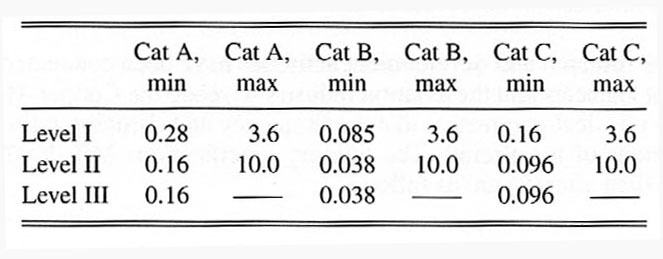 Cat A, Cat A, Cat B, Cat B, Cat C, Cat C,
min max min max min max
Level I 0.28 3.6 0.085 3.6 0.16 3.6
Level II 0.16 10.0 0.038 10.0 0.096 10.0
Level III 0.16 — 0.038 — 0.096 —